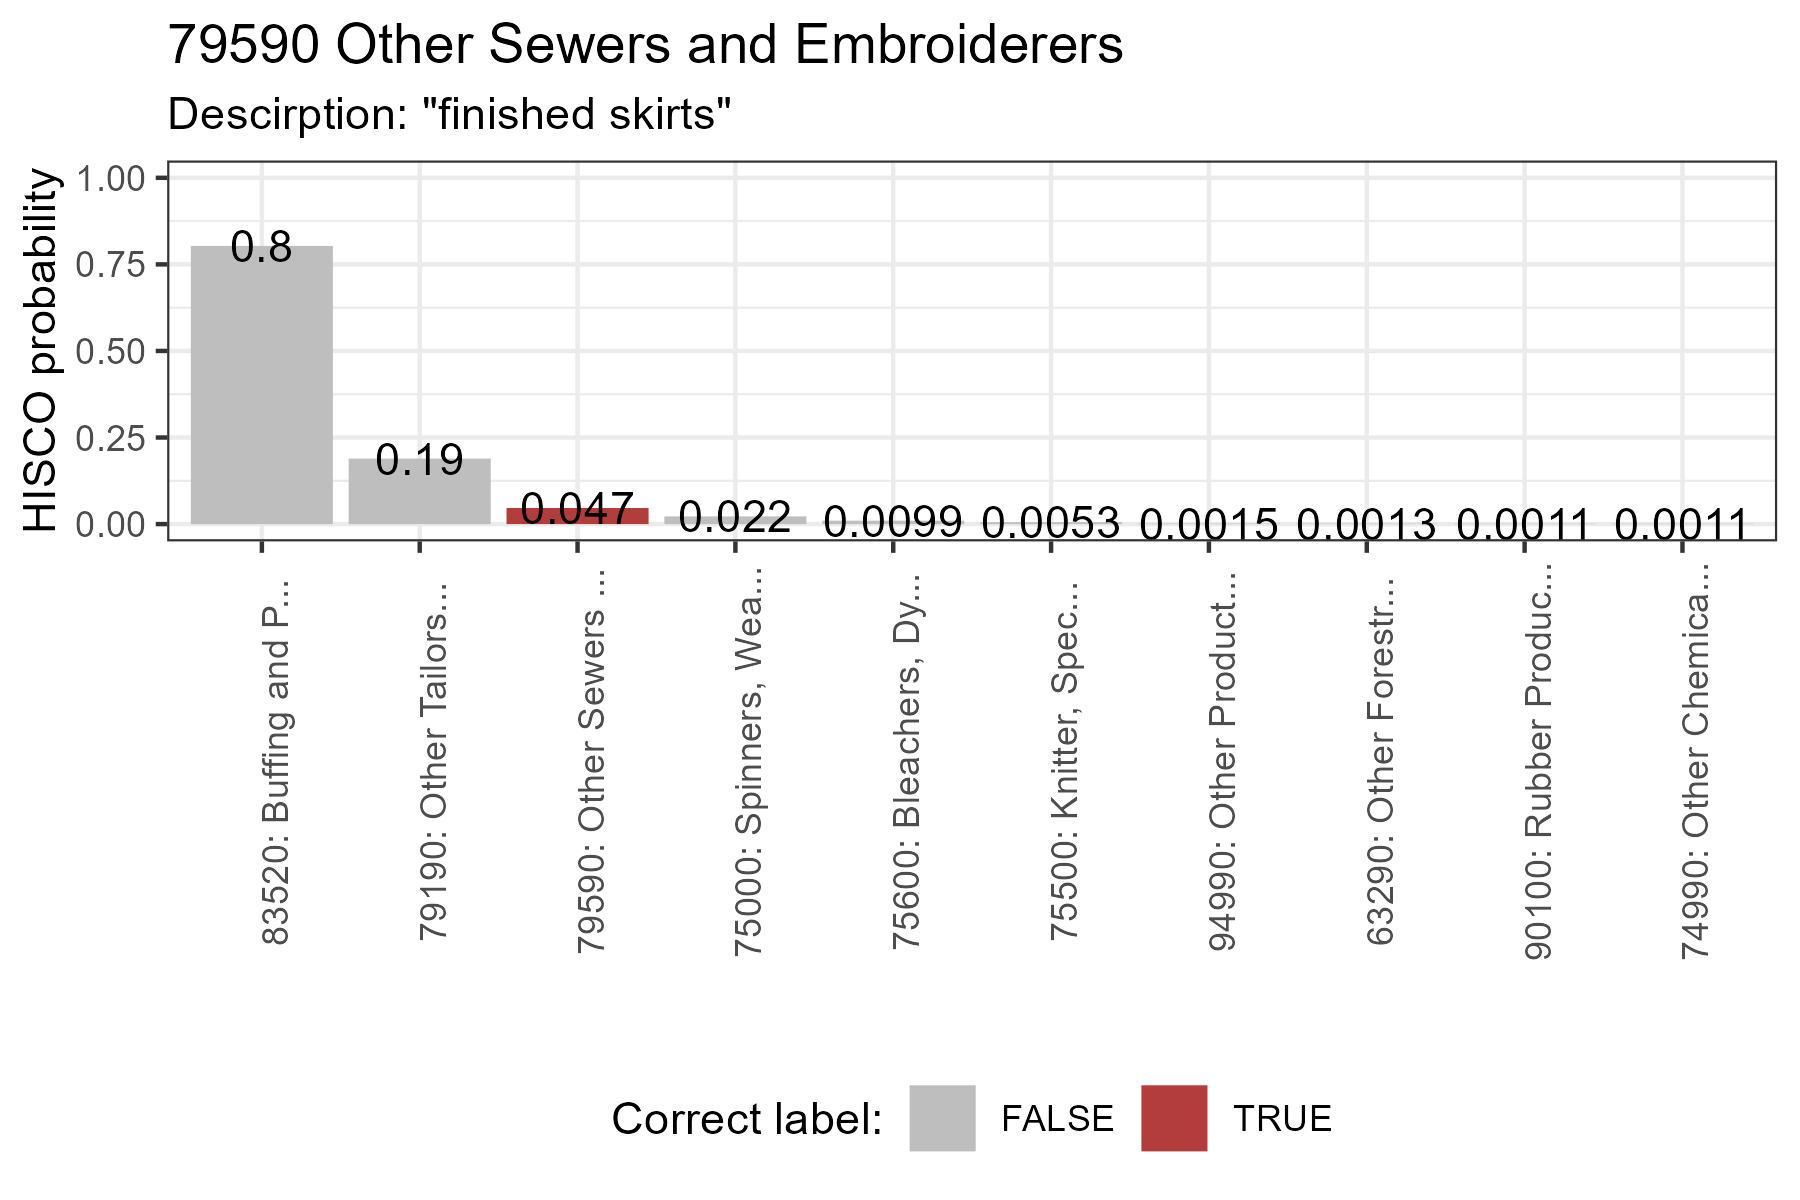 79590 Other Sewers and Embroiderers
Descirption: "finished skirts"
HISCO probability
1.00
0.75
0.50
0.25
0.00
0.8
0.19
0.047
0.022
0.0099
0.0053
0.0015
0.0013
0.0011
0.0011
83520: Buffing and P...
79190: Other Tailors...
79590: Other Sewers ...
75000: Spinners, Wea...
75600: Bleachers, Dy...
75500: Knitter, Spec...
94990: Other Product...
63290: Other Forestr...
90100: Rubber Produc...
74990: Other Chemica...
Correct label: FALSE TRUE